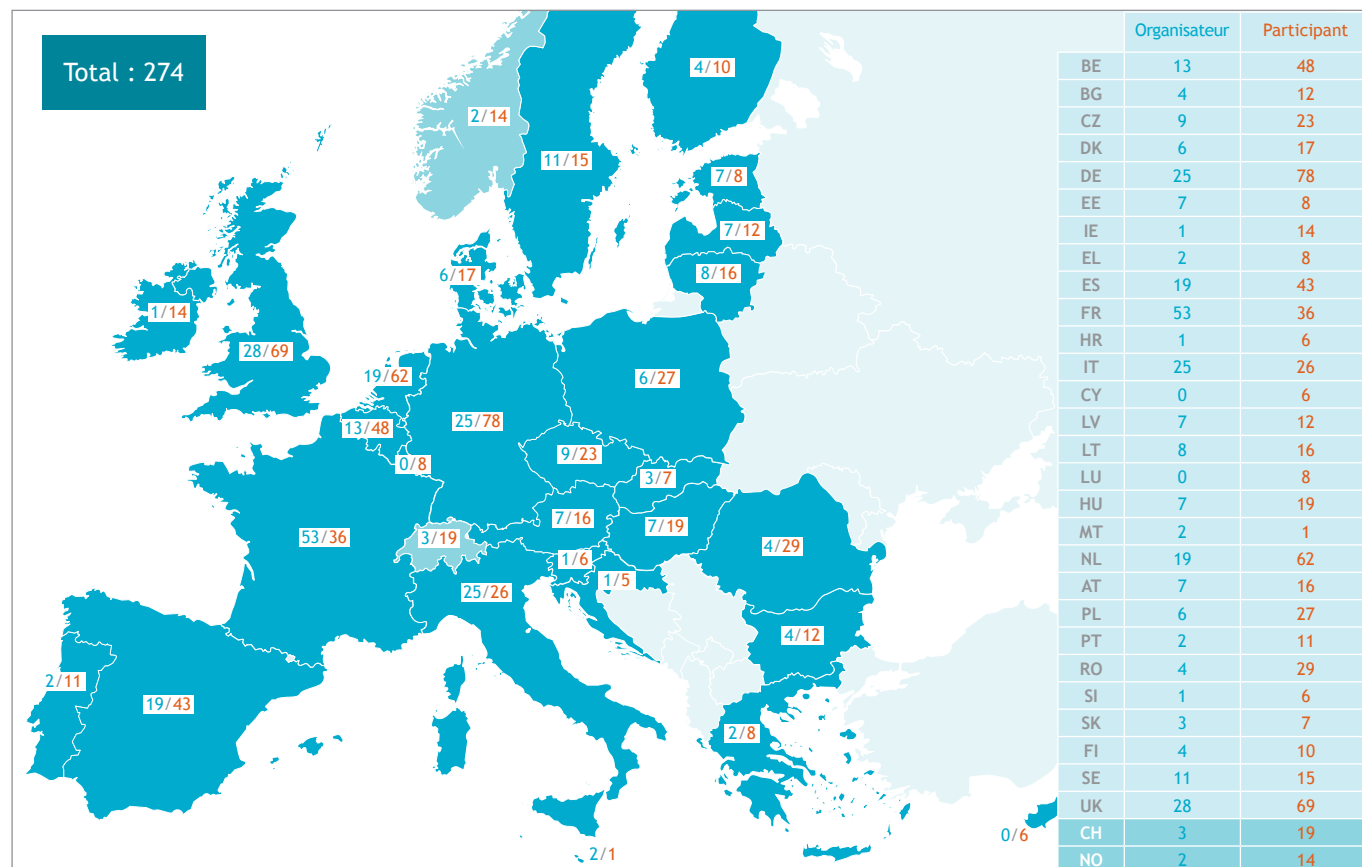 Total : 274
4/10
2/14
11/15
7/8
7/12
6/17
8/16
1/14
28/69
19/62
6/27
25/78
13/48
9/23
0/8
3/7
7/16
7/19
53/36
3/19
4/29
1/6
1/5
25/26
4/12
2/11
19/43
2/8
0/6
2/1
Organisateur Participant
BE 13 48
BG 4 12
CZ 9 23
DK 6 17
DE 25 78
EE 7 8
IE 1 14
EL 2 8
ES 19 43
FR 53 36
HR 1 6
IT 25 26
CY 0 6
LV 7 12
LT 8 16
LU 0 8
HU 7 19
MT 2 1
NL 19 62
AT 7 16
PL 6 27
PT 2 11
RO 4 29
SI 1 6
SK 3 7
FI 4 10
SE 11 15
UK 28 69
CH 3 19
NO 2 14